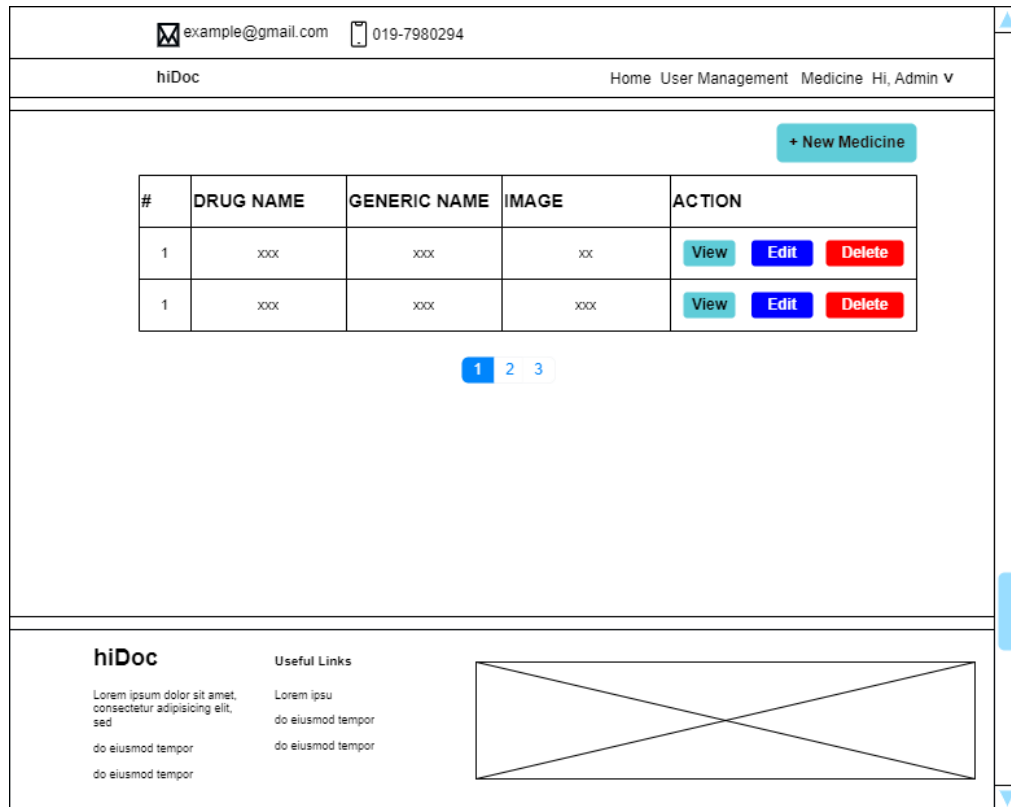 example@gmail.com 019-7980294
hiDoc Home User Management Medicine Hi, Admin v
+ New Medicine
# DRUG NAME GENERIC NAME IMAGE ACTION
1 xxx xxx xx View Edit Delete
1 xxx xxx xxx View Edit Delete
1 2 3
hiDoc
Lorem ipsum dolor sit amet,
consectetur adipisicing elit,
sed
do eiusmod tempor
do eiusmod tempor
Useful Links
Lorem ipsu
do eiusmod tempor
do eiusmod tempor